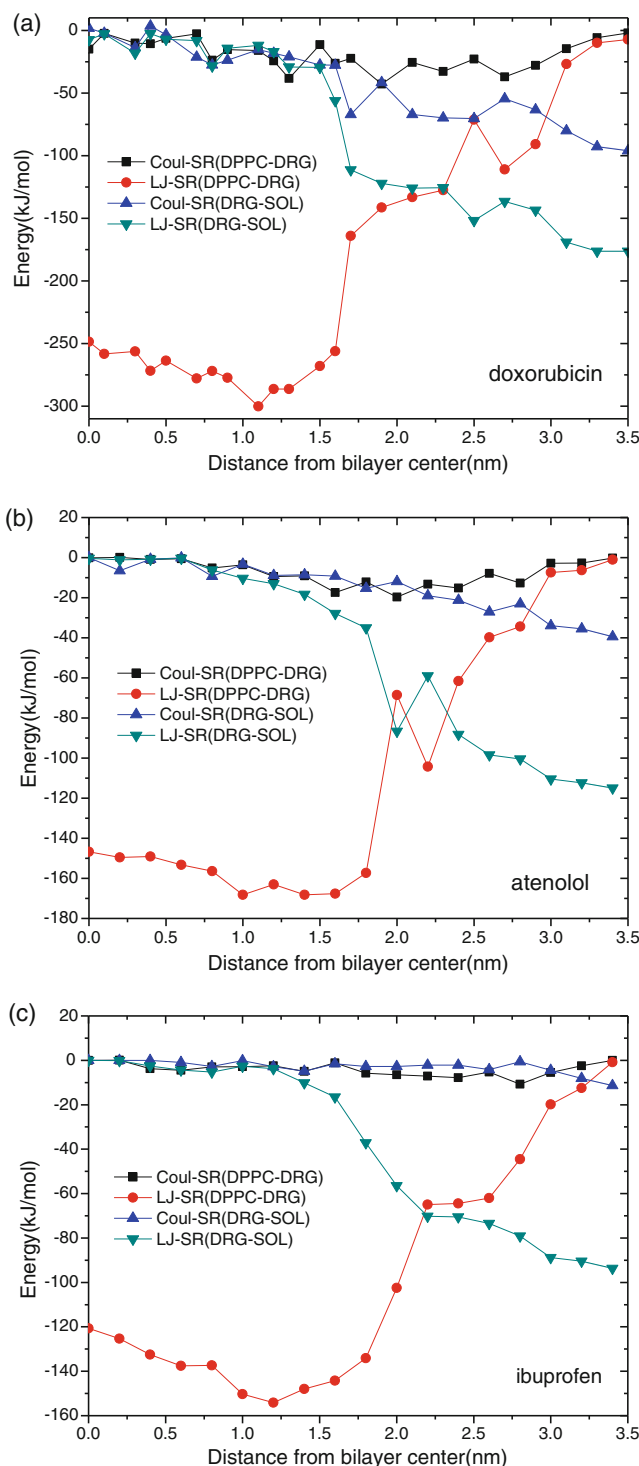 (a)
0
-50
-100
-150
-200
-250
-300
Energy(kJ/mol)
Coul-SR(DPPC-DRG)
LJ-SR(DPPC-DRG)
Coul-SR(DRG-SOL)
LJ-SR(DRG-SOL)
doxorubicin
0.0 0.5 1.0 1.5 2.0 2.5 3.0 3.5
Distance from bilayer center(nm)
(b)
20
0
-20
-40
-60
-80
-100
-120
-140
-160
-180
Energy(kJ/mol)
Coul-SR(DPPC-DRG)
LJ-SR(DPPC-DRG)
Coul-SR(DRG-SOL)
LJ-SR(DRG-SOL)
atenolol
0.0 0.5 1.0 1.5 2.0 2.5 3.0 3.5
Distance from bilayer center(nm)
(c)
20
0
-20
-40
-60
-80
-100
-120
-140
-160
Energy(kJ/mol)
Coul-SR(DPPC-DRG)
LJ-SR(DPPC-DRG)
Coul-SR(DRG-SOL)
LJ-SR(DRG-SOL)
ibuprofen
0.0 0.5 1.0 1.5 2.0 2.5 3.0 3.5
Distance from bilayer center(nm)